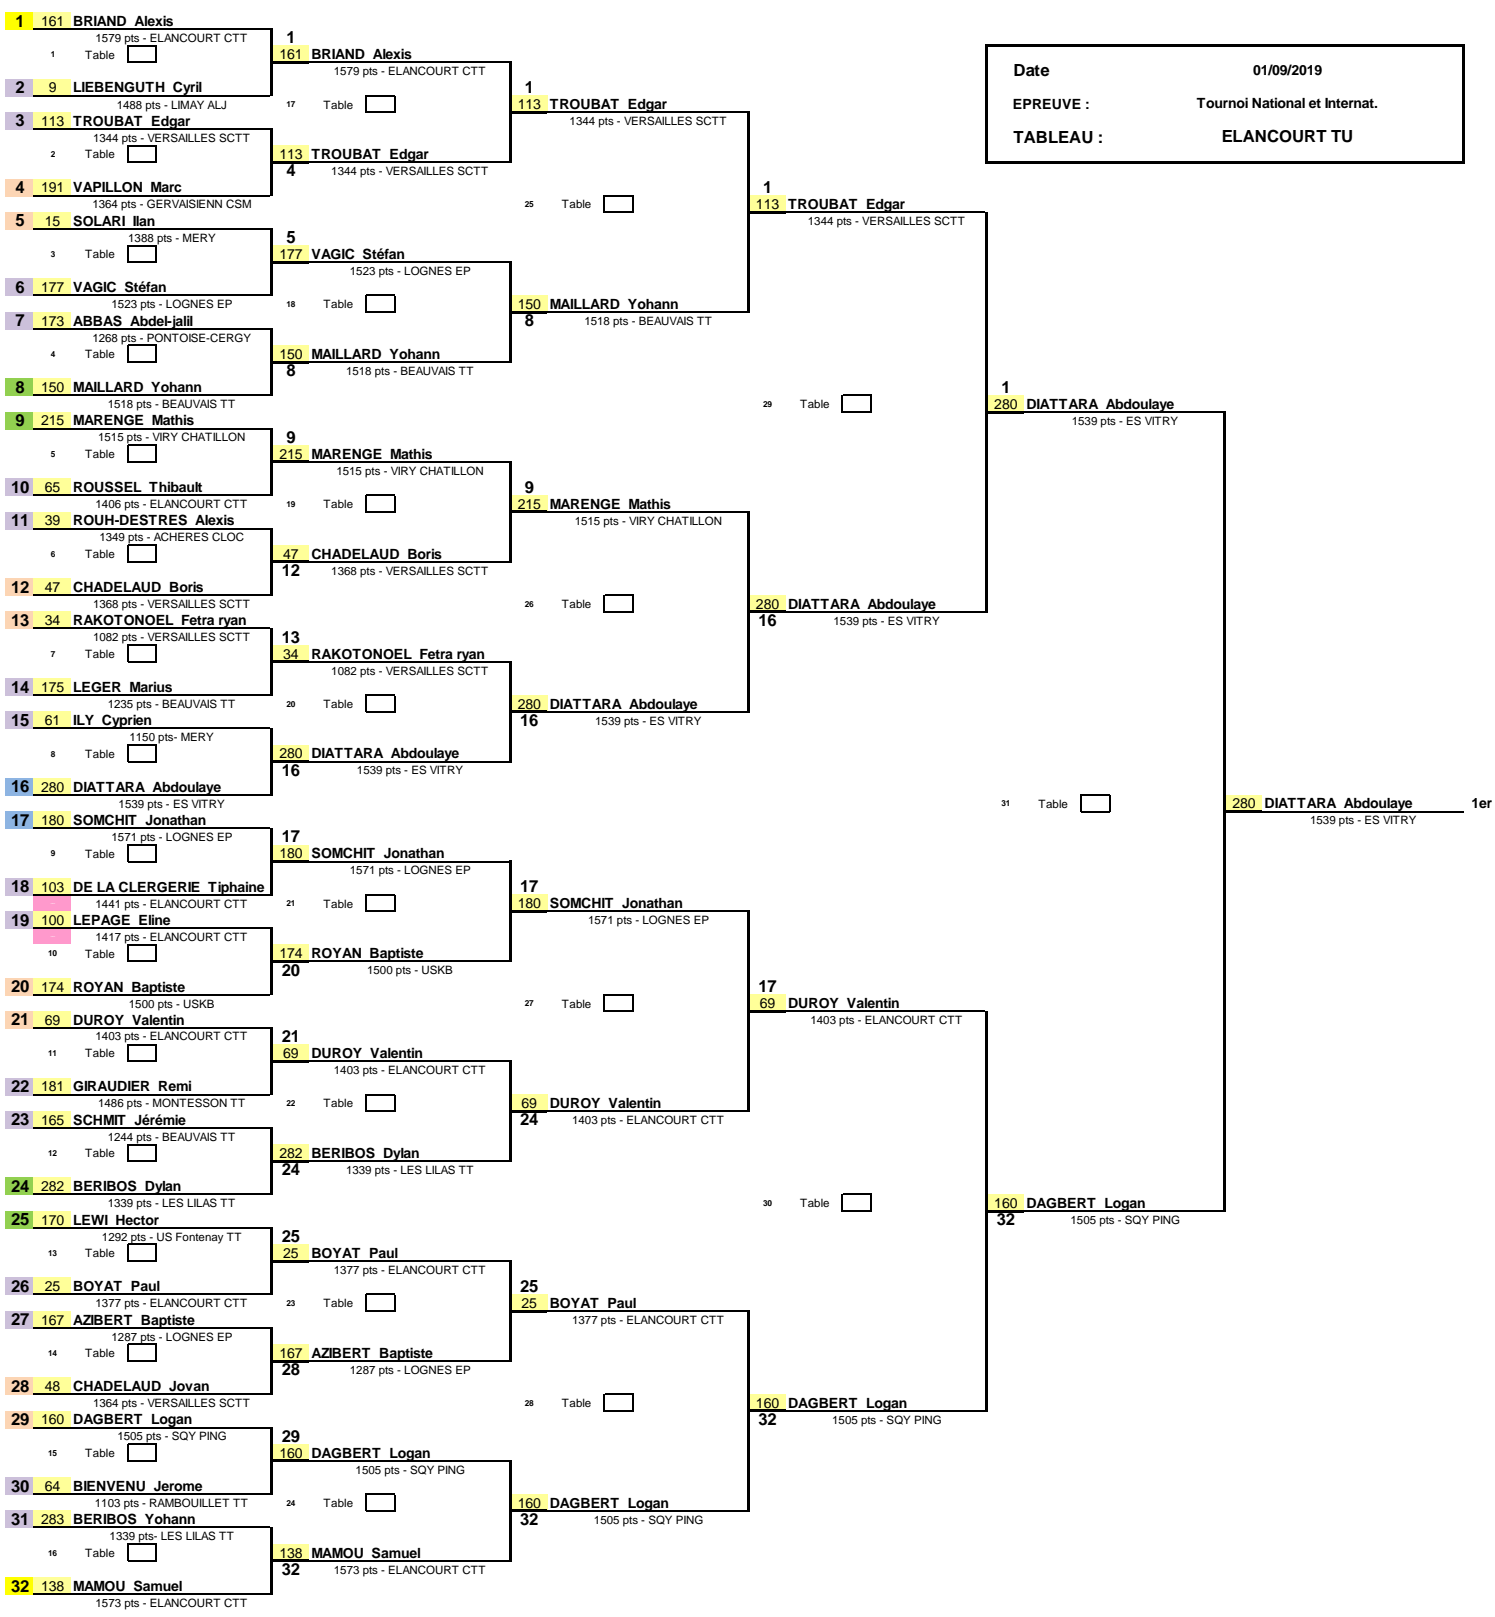 Date 01/09/2019
EPREUVE : Tournoi National et Internat.
TABLEAU : ELANCOURT TU
1 161 BRIAND Alexis
1579 pts - ELANCOURT CTT
1 Table
2 9 LIEBENGUTH Cyril
1488 pts - LIMAY ALJ
3 113 TROUBAT Edgar
1344 pts - VERSAILLES SCTT
2 Table
4 191 VAPILLON Marc
1364 pts - GERVAISIENN CSM
5 15 SOLARI Ilan
1388 pts - MERY
3 Table
6 177 VAGIC Stéfan
1523 pts - LOGNES EP
7 173 ABBAS Abdel-jalil
1268 pts - PONTOISE-CERGY
4 Table
8 150 MAILLARD Yohann
1518 pts - BEAUVAIS TT
9 215 MARENGE Mathis
1515 pts - VIRY CHATILLON
5 Table
10 65 ROUSSEL Thibault
1406 pts - ELANCOURT CTT
11 39 ROUH-DESTRES Alexis
1349 pts - ACHERES CLOC
6 Table
12 47 CHADELAUD Boris
1368 pts - VERSAILLES SCTT
13 34 RAKOTONOEL Fetra ryan
1082 pts - VERSAILLES SCTT
7 Table
14 175 LEGER Marius
1235 pts - BEAUVAIS TT
15 61 ILY Cyprien
1150 pts- MERY
8 Table
16 280 DIATTARA Abdoulaye
1539 pts - ES VITRY
17 180 SOMCHIT Jonathan
1571 pts - LOGNES EP
9 Table
18 103 DE LA CLERGERIE Tiphaine
1441 pts - ELANCOURT CTT
19 100 LEPAGE Eline
1417 pts - ELANCOURT CTT
10 Table
20 174 ROYAN Baptiste
1500 pts - USKB
21 69 DUROY Valentin
1403 pts - ELANCOURT CTT
11 Table
22 181 GIRAUDIER Remi
1486 pts - MONTESSON TT
23 165 SCHMIT Jérémie
1244 pts - BEAUVAIS TT
12 Table
24 282 BERIBOS Dylan
1339 pts - LES LILAS TT
25 170 LEWI Hector
1292 pts - US Fontenay TT
13 Table
26 25 BOYAT Paul
1377 pts - ELANCOURT CTT
27 167 AZIBERT Baptiste
1287 pts - LOGNES EP
14 Table
28 48 CHADELAUD Jovan
1364 pts - VERSAILLES SCTT
29 160 DAGBERT Logan
1505 pts - SQY PING
15 Table
30 64 BIENVENU Jerome
1103 pts - RAMBOUILLET TT
31 283 BERIBOS Yohann
1339 pts- LES LILAS TT
16 Table
32 138 MAMOU Samuel
1573 pts - ELANCOURT CTT
1
161 BRIAND Alexis
1579 pts - ELANCOURT CTT
17 Table
113 TROUBAT Edgar
4 1344 pts - VERSAILLES SCTT
5
177 VAGIC Stéfan
1523 pts - LOGNES EP
18 Table
150 MAILLARD Yohann
8 1518 pts - BEAUVAIS TT
9
215 MARENGE Mathis
1515 pts - VIRY CHATILLON
19 Table
47 CHADELAUD Boris
12 1368 pts - VERSAILLES SCTT
13
34 RAKOTONOEL Fetra ryan
1082 pts - VERSAILLES SCTT
20 Table
280 DIATTARA Abdoulaye
16 1539 pts - ES VITRY
17
180 SOMCHIT Jonathan
1571 pts - LOGNES EP
21 Table
174 ROYAN Baptiste
20 1500 pts - USKB
21
69 DUROY Valentin
1403 pts - ELANCOURT CTT
22 Table
282 BERIBOS Dylan
24 1339 pts - LES LILAS TT
25
25 BOYAT Paul
1377 pts - ELANCOURT CTT
23 Table
167 AZIBERT Baptiste
28 1287 pts - LOGNES EP
29
160 DAGBERT Logan
1505 pts - SQY PING
24 Table
138 MAMOU Samuel
32 1573 pts - ELANCOURT CTT
1
113 TROUBAT Edgar
1344 pts - VERSAILLES SCTT
25 Table
150 MAILLARD Yohann
8 1518 pts - BEAUVAIS TT
9
215 MARENGE Mathis
1515 pts - VIRY CHATILLON
26 Table
280 DIATTARA Abdoulaye
16 1539 pts - ES VITRY
17
180 SOMCHIT Jonathan
1571 pts - LOGNES EP
27 Table
69 DUROY Valentin
24 1403 pts - ELANCOURT CTT
25
25 BOYAT Paul
1377 pts - ELANCOURT CTT
28 Table
160 DAGBERT Logan
32 1505 pts - SQY PING
1
113 TROUBAT Edgar
1344 pts - VERSAILLES SCTT
29 Table
280 DIATTARA Abdoulaye
16 1539 pts - ES VITRY
17
69 DUROY Valentin
1403 pts - ELANCOURT CTT
30 Table
160 DAGBERT Logan
32 1505 pts - SQY PING
1
280 DIATTARA Abdoulaye
1539 pts - ES VITRY
31 Table
160 DAGBERT Logan
32 1505 pts - SQY PING
280 DIATTARA Abdoulaye 1er
1539 pts - ES VITRY